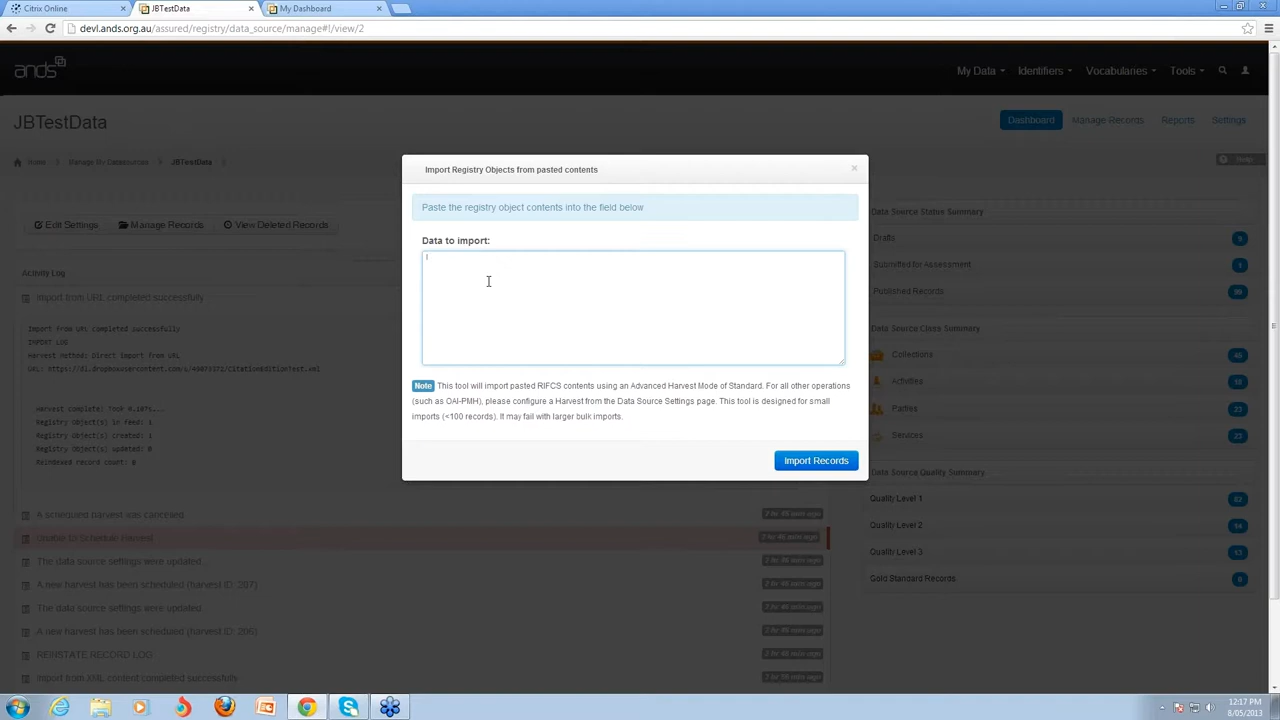 Citrix Online
JBTestData
My Dashboard
devl.ands.org.au/assured/registry/data_source/manage#!/view/2
ands
My Data
Identifiers
Vocabularies
Tools
JBTestData
Dashboard
Manage Records
Reports
Settings
Home
Manage My Datasources
JBTestData
Help
Edit Settings
Manage Records
View Deleted Records
Activity Log
Import from URL completed successfully
Import from URL completed successfully
IMPORT LOG
Harvest Method: Direct import from URL
Harvest complete! Took 4.107s...
Registry Object(s) in feed: 1
Registry Object(s) created: 1
Registry Object(s) updated: 0
Reindexed record count: 0
A scheduled harvest was cancelled
Unable to Schedule Harvest
The data source settings were updated...
A new harvest has been scheduled (harvest ID: 207)
The data source settings were updated...
A new harvest has been scheduled (harvest ID: 206)
REINSTATE RECORD LOG
Import from XML content completed successfully
Import Registry Objects from pasted contents
×
Paste the registry object contents into the field below
Data to import:
Note This tool will import pasted RIFCS contents using an Advanced Harvest Mode of Standard. For all other operations
(such as OAI-PMH), please configure a Harvest from the Data Source Settings page. This tool is designed for small
imports (<100 records). It may fail with larger bulk imports.
Import Records
Data Source Status Summary
Drafts
Submitted for Assessment 1
Published Records
Data Source Class Summary
Collections
Activities
Parties
Services
Data Source Quality Summary
Quality Level 1
Quality Level 2
Quality Level 3
Gold Standard Records
12:17 PM
8/05/2013